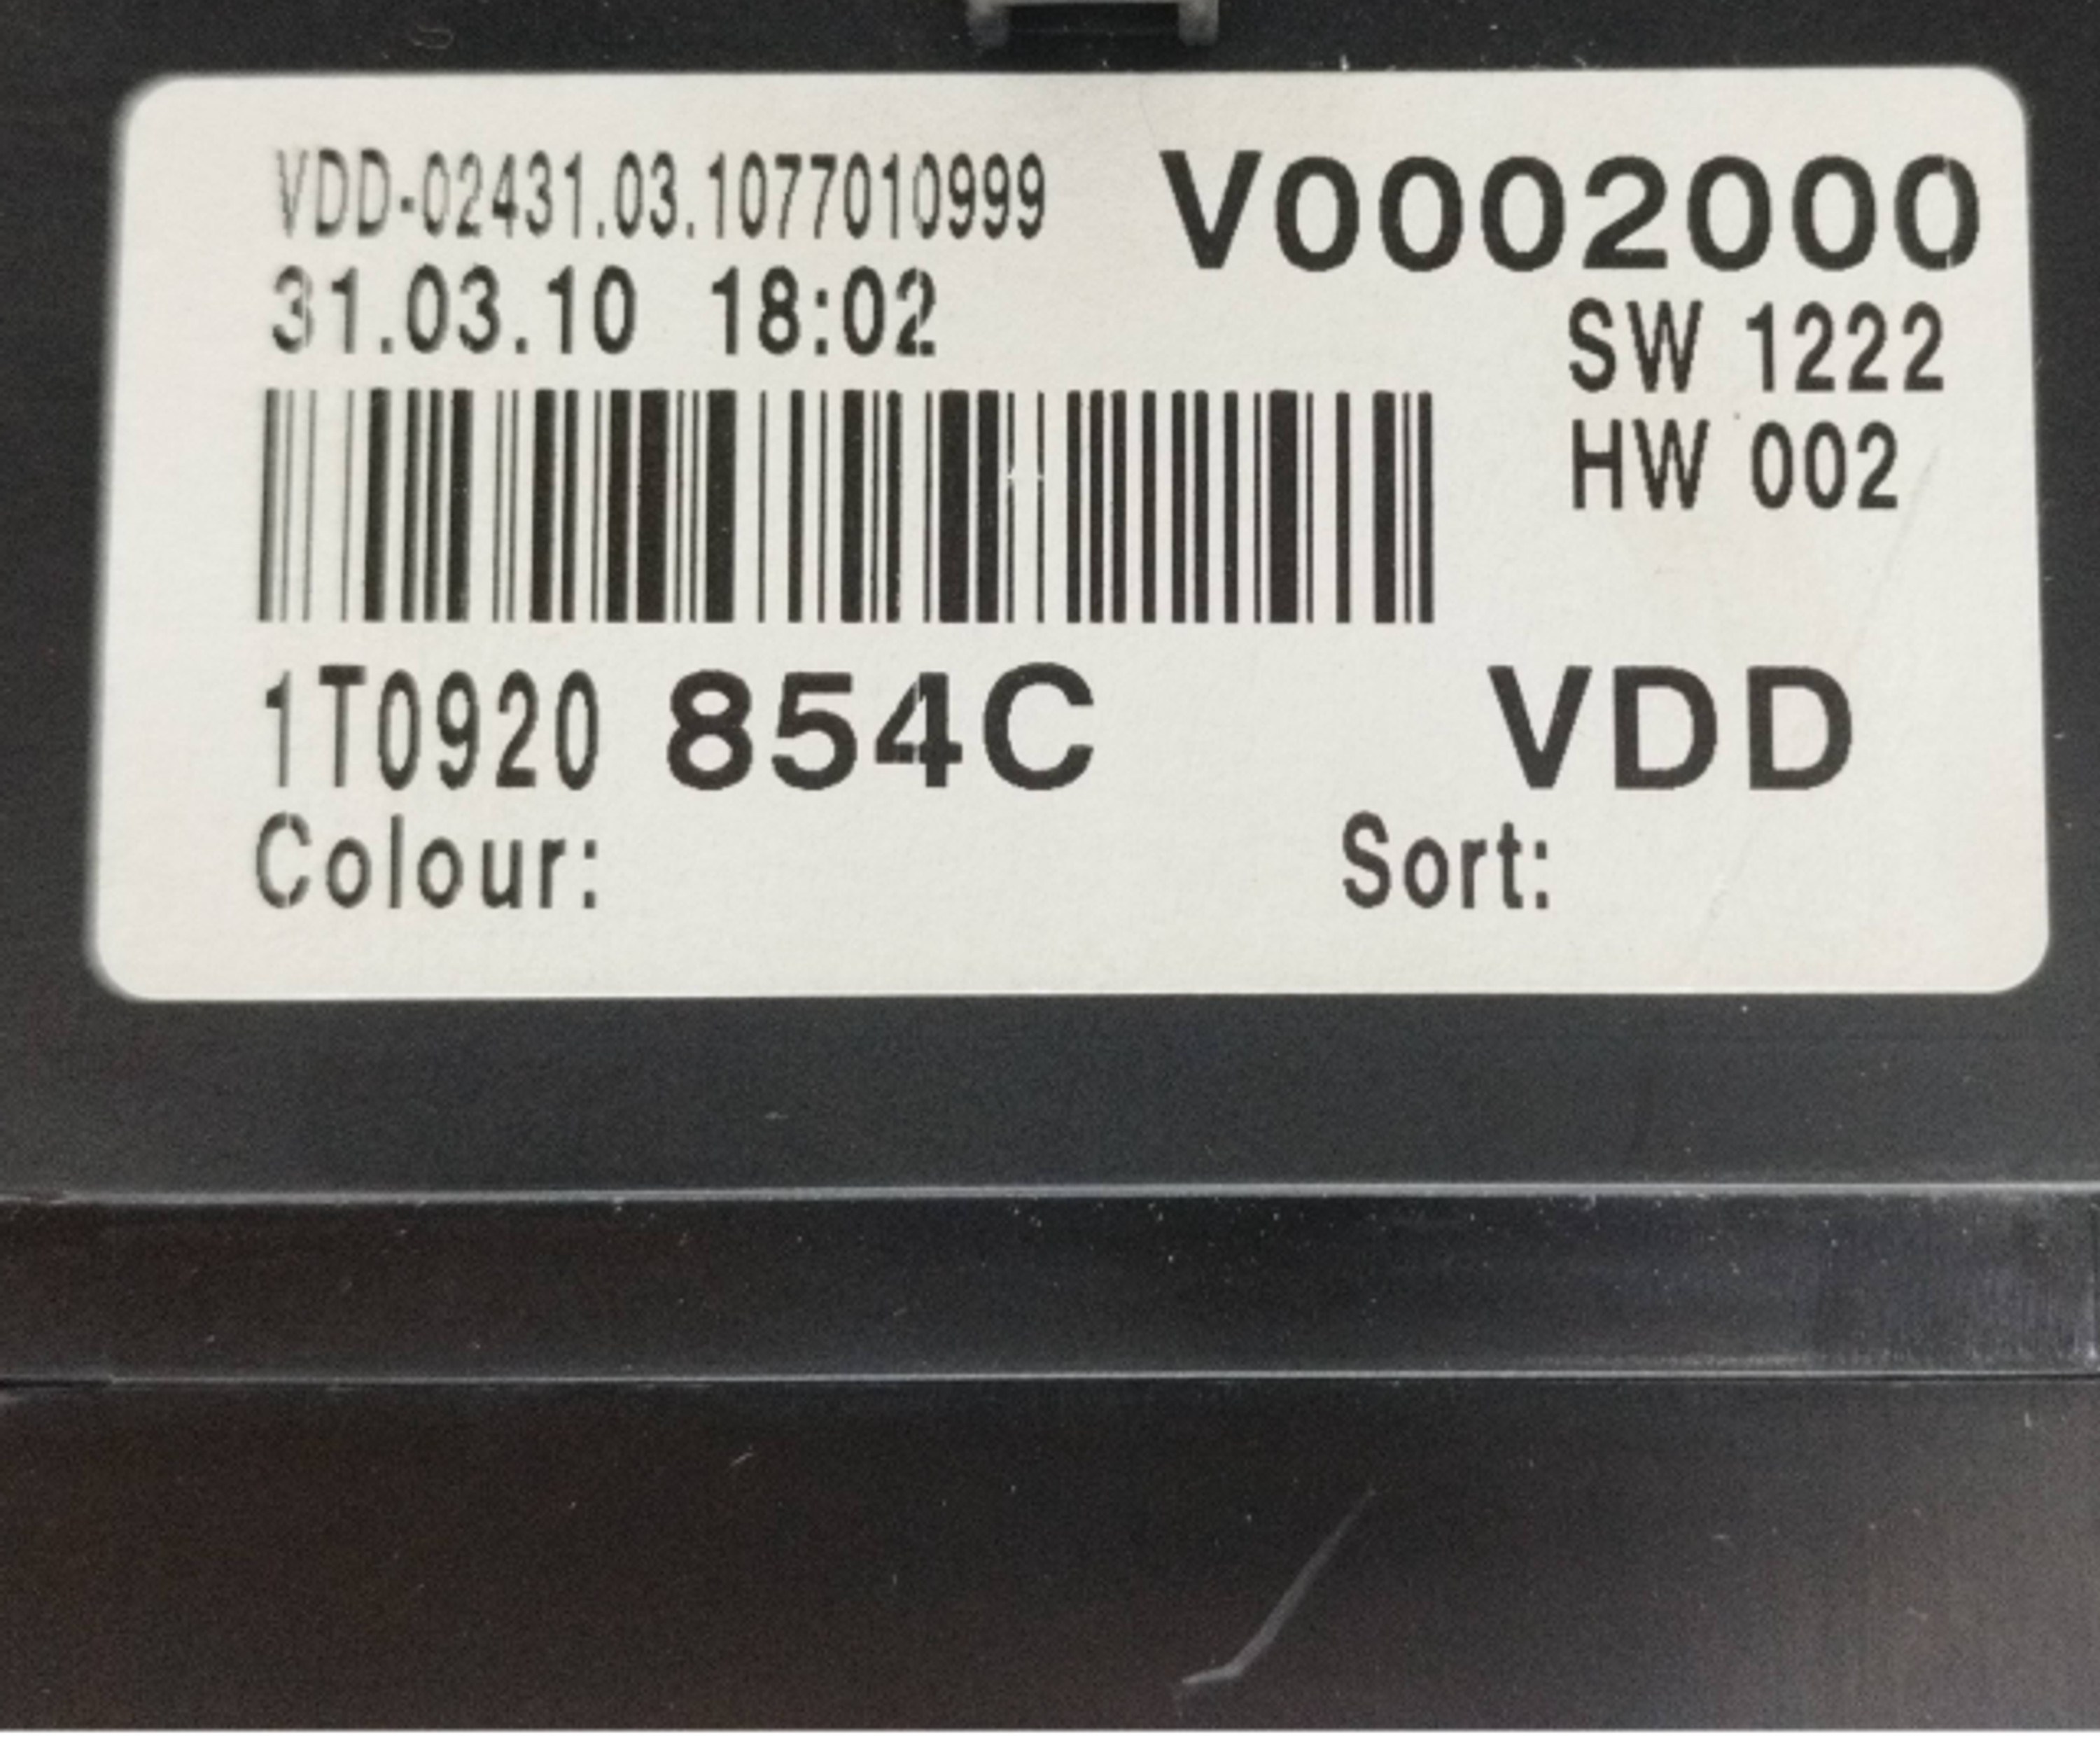 VDD-02431.03.1077010999 V0002000
31.03.10 18:02
SW 1222
HW 002
1T0920 854C VDD
Colour: Sort: